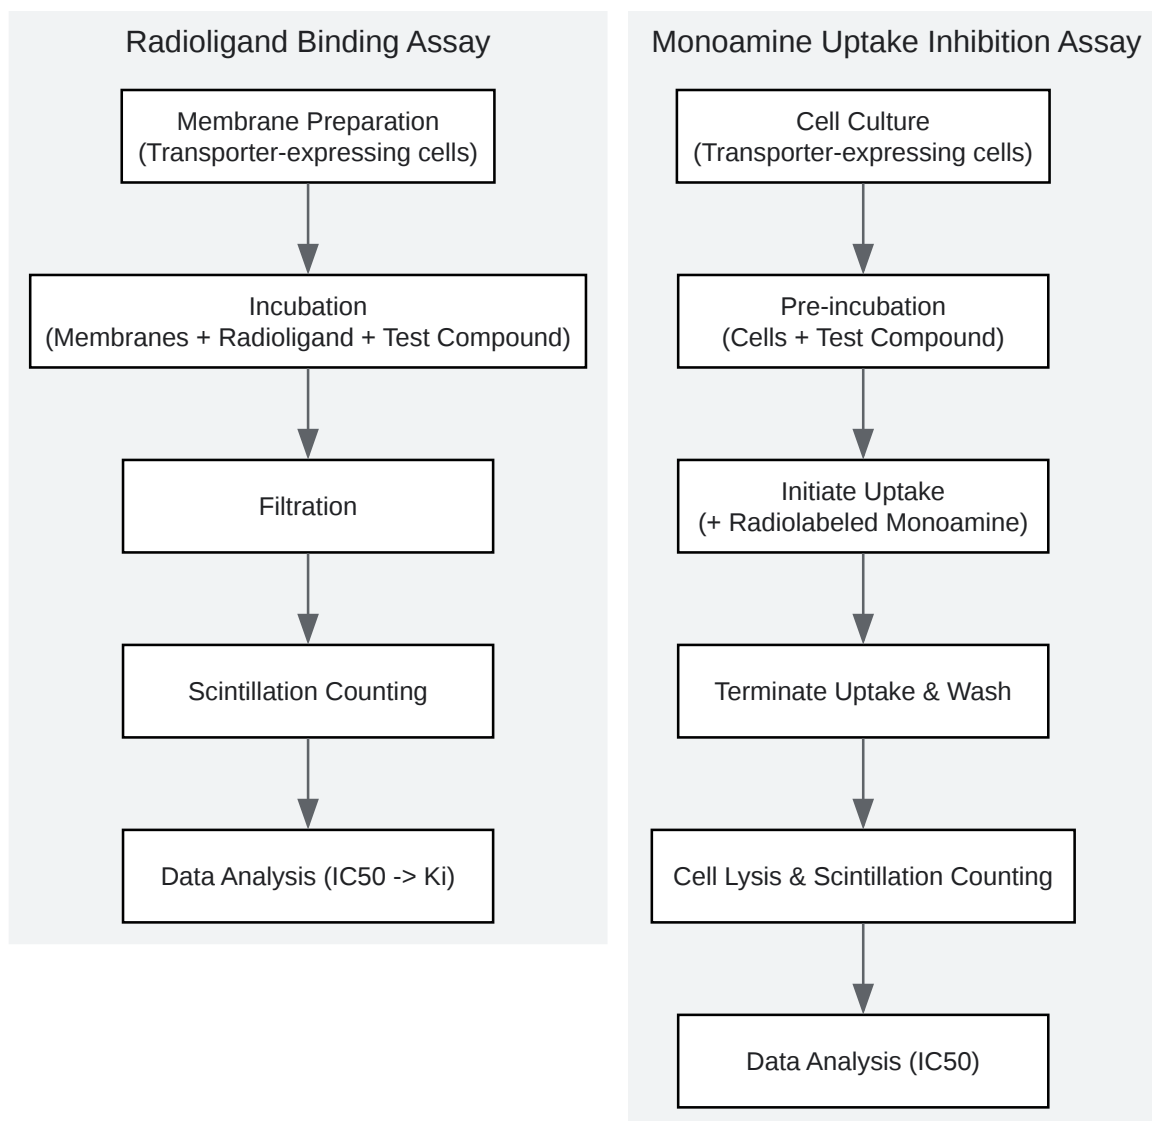 Radioligand Binding Assay
Membrane Preparation
(Transporter-expressing cells)
Incubation
(Membranes + Radioligand + Test Compound)
Filtration
Scintillation Counting
Data Analysis (IC50 -> Ki)
Monoamine Uptake Inhibition Assay
Cell Culture
(Transporter-expressing cells)
Pre-incubation
(Cells + Test Compound)
Initiate Uptake
(+ Radiolabeled Monoamine)
Terminate Uptake & Wash
Cell Lysis & Scintillation Counting
Data Analysis (IC50)